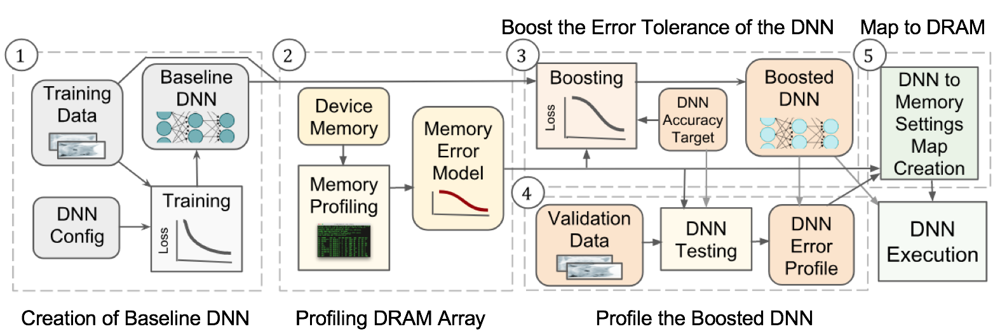 Boost the Error Tolerance of the DNN
Map to DRAM
1
Training
Data
Baseline
DNN
DNN
Config
Training
Loss
Creation of Baseline DNN
2
Device
Memory
Memory
Profiling
Memory
Error
Model
Profiling DRAM Array
3
Boosting
Loss
DNN
Accuracy
Target
Boosted
DNN
4
Validation
Data
DNN
Testing
DNN
Error
Profile
Profile the Boosted DNN
5
DNN to
Memory
Settings
Map
Creation
DNN
Execution